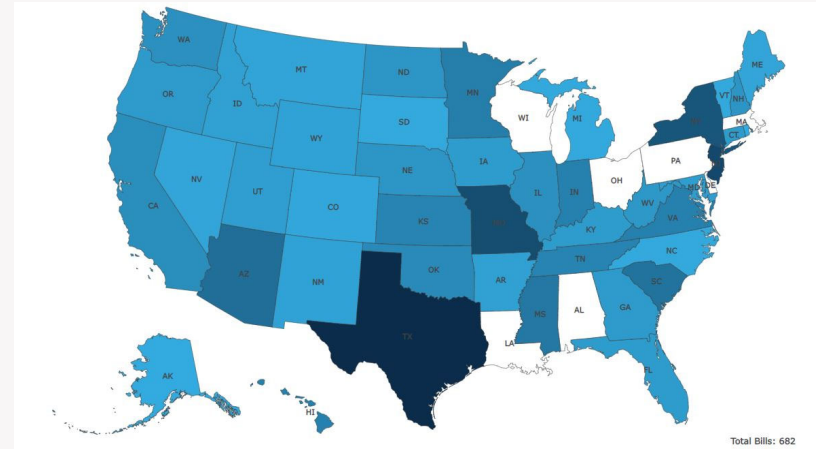 WA
MT
ND
MN
ME
VT
NH
OR
ID
SD
WI
MI
MA
CT
WY
IA
PA
NE
OH
NV
UT
IL
IN
MD
DE
CA
CO
KS
WV
VA
KY
NC
TN
OK
AZ
NM
AR
SC
MS
AL
GA
TX
LA
FL
AK
HI
Total Bills: 682